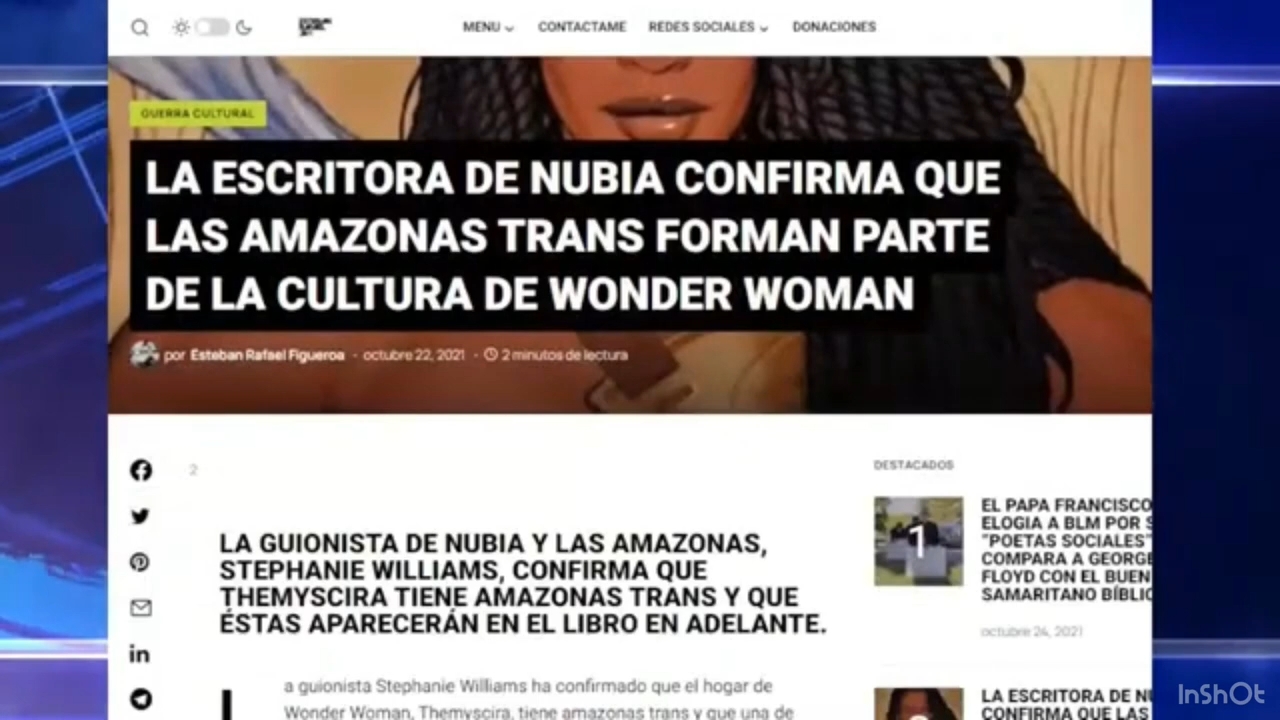 MENU
CONTACTAME
REDES SOCIALES
DONACIONES
GUERRA CULTURAL
LA ESCRITORA DE NUBIA CONFIRMA QUE
LAS AMAZONAS TRANS FORMAN PARTE
DE LA CULTURA DE WONDER WOMAN
por Esteban Rafael Figueroa - octubre 22, 2021 - 2 minutos de lectura
2
DESTACADOS
LA GUIONISTA DE NUBIA Y LAS AMAZONAS,
STEPHANIE WILLIAMS, CONFIRMA QUE
THEMYSCIRA TIENE AMAZONAS TRANS Y QUE
ÉSTAS APARECERÁN EN EL LIBRO EN ADELANTE.
a guionista Stephanie Williams ha confirmado que el hogar de
Wonder Woman, Themyscira, tiene amazonas trans y que una de
1
EL PAPA FRANCISCO
ELOGIA A BLM POR S
"POETAS SOCIALES"
COMPARA A GEORGE
FLOYD CON EL BUEN
SAMARITANO BÍBLIC
octubre 24, 2021
LA ESCRITORA DE NU
CONFIRMA QUE LAS
InShOt